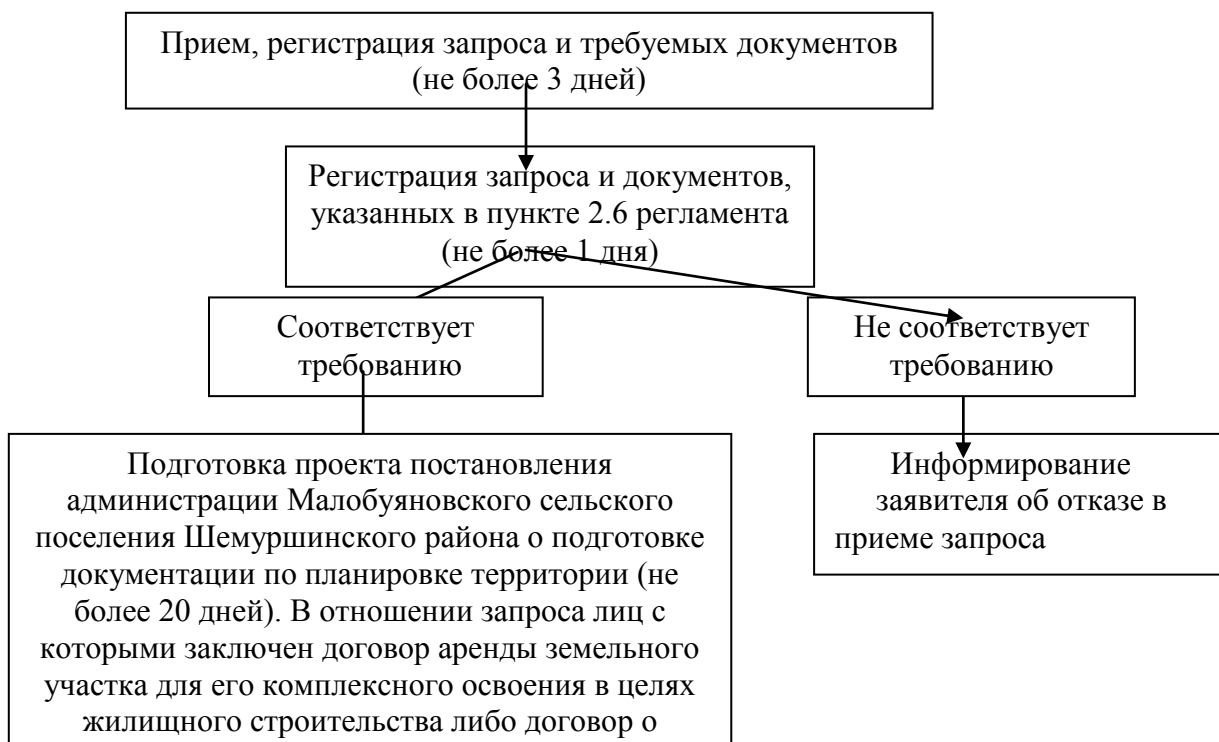 Прием, регистрация запроса и требуемых документов
(не более 3 дней)
Регистрация запроса и документов,
указанных в пункте 2.6 регламента
(не более 1 дня)
Соответствует
требованию
Не соответствует
требованию
Подготовка проекта постановления
администрации Малобуяновского сельского
поселения Шемуршинского района о подготовке
документации по планировке территории (не
более 20 дней). В отношении запроса лиц с
которыми заключен договор аренды земельного
участка для его комплексного освоения в целях
жилищного строительства либо договор о
Информирование
заявителя об отказе в
приеме запроса